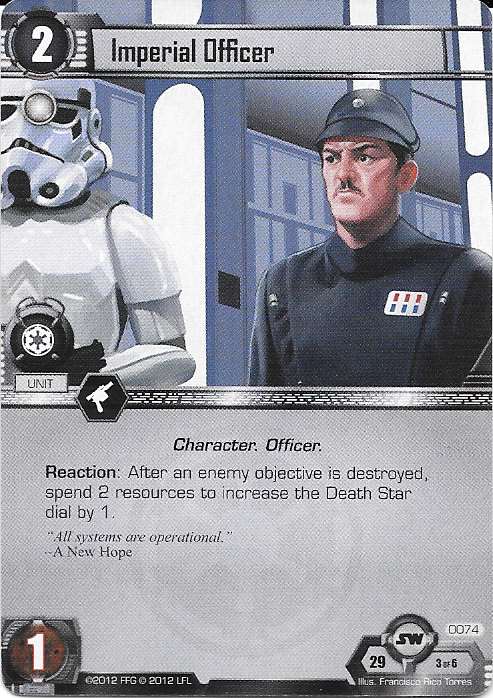 2
Imperial Officer
UNIT
Character. Officer.
Reaction: After an enemy objective is destroyed,
spend 2 resources to increase the Death Star
dial by 1.
“All systems are operational.”
–A New Hope
1
©2012 FFG © 2012 LFL
SW
0074
29
3 of 6
Illus. Francisco Rico Torres